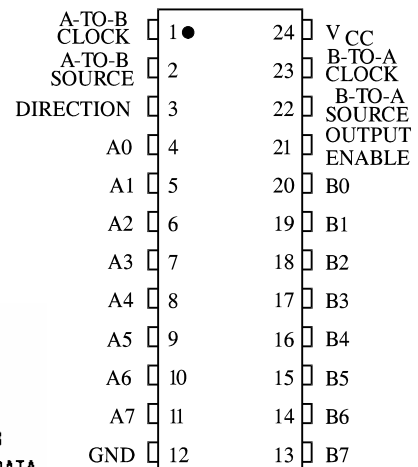 A-TO-B
CLOCK 1 24 V CC
A-TO-B
SOURCE 2 23 B-TO-A
CLOCK
DIRECTION 3 22 B-TO-A
SOURCE
A0 4 21 OUTPUT
ENABLE
A1 5 20 B0
A2 6 19 B1
A3 7 18 B2
A4 8 17 B3
A5 9 16 B4
A6 10 15 B5
A7 11 14 B6
GND 12 13 B7